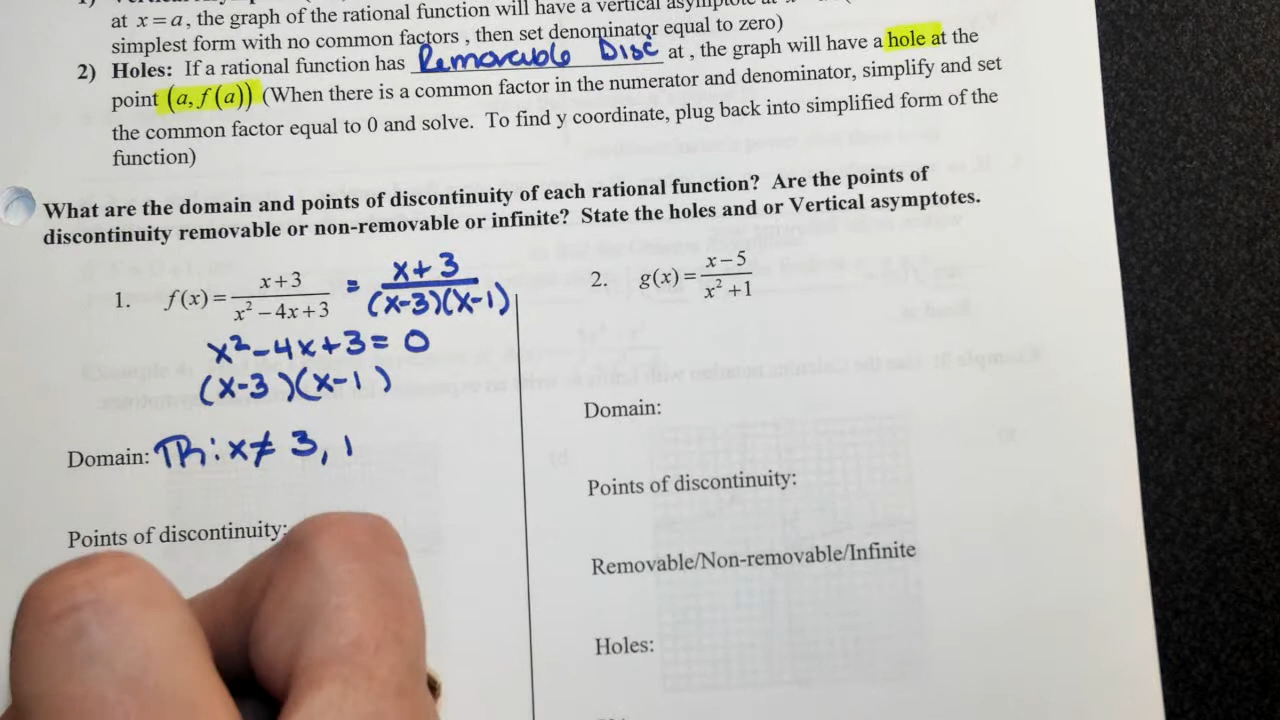 at x = a, the graph of the rational function will have a vertical asymptote at
simplest form with no common factors , then set denominator equal to zero)
2) Holes: If a rational function has Removable Disc at , the graph will have a hole at the
point (a, f(a)) (When there is a common factor in the numerator and denominator, simplify and set
the common factor equal to 0 and solve. To find y coordinate, plug back into simplified form of the
function)
What are the domain and points of discontinuity of each rational function? Are the points of
discontinuity removable or non-removable or infinite? State the holes and or Vertical asymptotes.
1. f(x) = (x+3)/(x² – 4x + 3) = (x+3)/((x-3)(x-1))
x² - 4x + 3 = 0
(x-3)(x-1)
Domain: : x ≠ 3, 1
Points of discontinuity:
2. g(x) = (x – 5)/(x² + 1)
Domain:
Points of discontinuity:
Removable/Non-removable/Infinite
Holes: